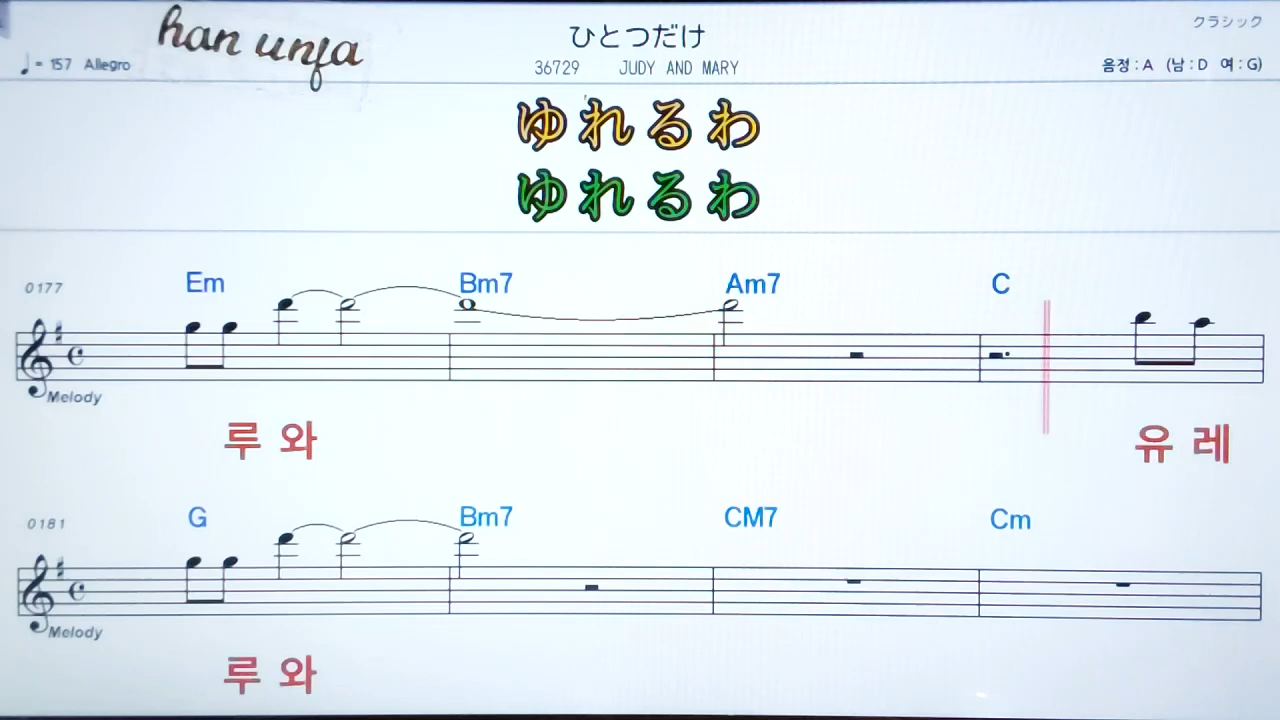 han unfa
ひとつだけ
クラシック
♩= 157 Allegro
36729 JUDY AND MARY
음정 : A (남 : D 여 : G)
ゆれるわ
ゆれるわ
0177 Em Bm7 Am7 C
Melody
루 와 유 레
0181 G Bm7 CM7 Cm
Melody
루 와